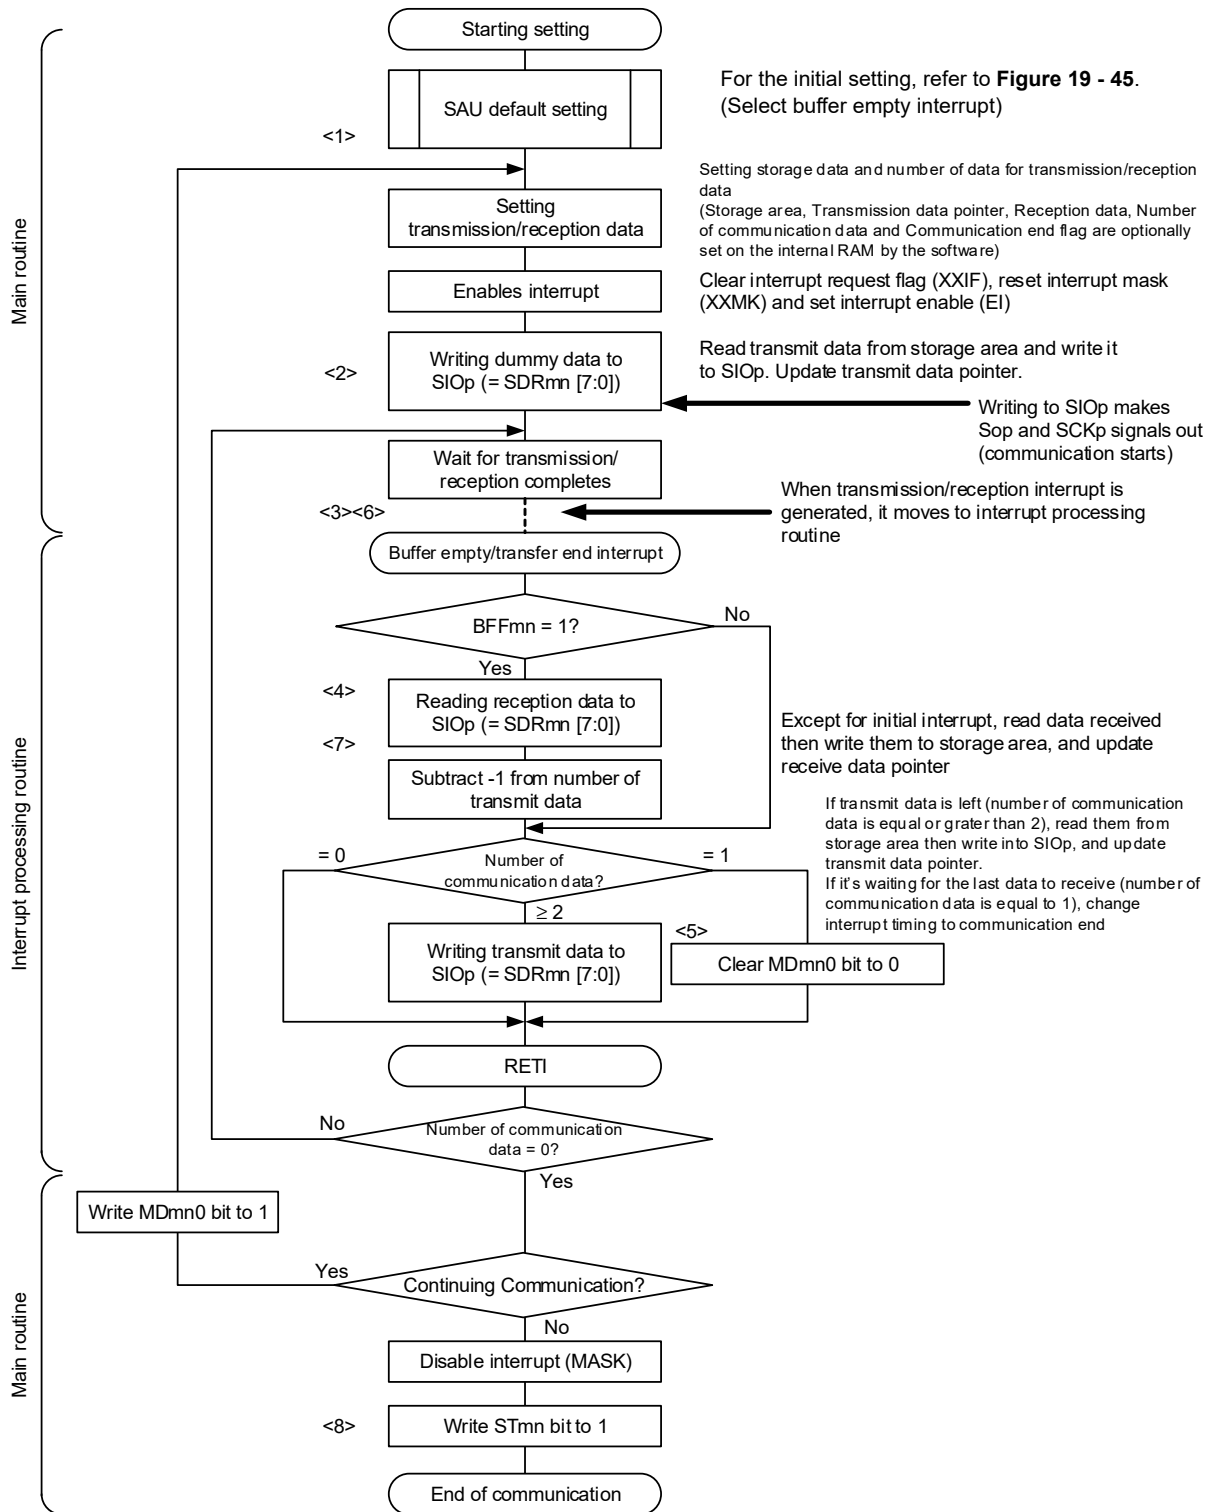 Starting setting
SAU default setting
For the initial setting, refer to Figure 19 - 45.
(Select buffer empty interrupt)
<1>
Setting storage data and number of data for transmission/reception
data
(Storage area, Transmission data pointer, Reception data, Number
of communication data and Communication end flag are optionally
set on the internal RAM by the software)
Setting
transmission/reception data
Enables interrupt
Clear interrupt request flag (XXIF), reset interrupt mask
(XXMK) and set interrupt enable (EI)
<2>
Writing dummy data to
SIOp (= SDRmn [7:0])
Read transmit data from storage area and write it
to SIOp. Update transmit data pointer.
Writing to SIOp makes
Sop and SCKp signals out
(communication starts)
Wait for transmission/
reception completes
<3><6>
When transmission/reception interrupt is
generated, it moves to interrupt processing
routine
Main routine
Buffer empty/transfer end interrupt
BFFmn = 1?
No
Yes
<4>
Reading reception data to
SIOp (= SDRmn [7:0])
<7>
Except for initial interrupt, read data received
then write them to storage area, and update
receive data pointer
Subtract -1 from number of
transmit data
If transmit data is left (number of communication
data is equal or grater than 2), read them from
storage area then write into SIOp, and update
transmit data pointer.
If it's waiting for the last data to receive (number of
communication data is equal to 1), change
interrupt timing to communication end
= 0
Number of
communication data?
= 1
≥ 2
Writing transmit data to
SIOp (= SDRmn [7:0])
<5>
Clear MDmn0 bit to 0
RETI
No
Number of communication
data = 0?
Yes
Interrupt processing routine
Write MDmn0 bit to 1
Yes
Continuing Communication?
No
Disable interrupt (MASK)
<8>
Write STmn bit to 1
End of communication
Main routine